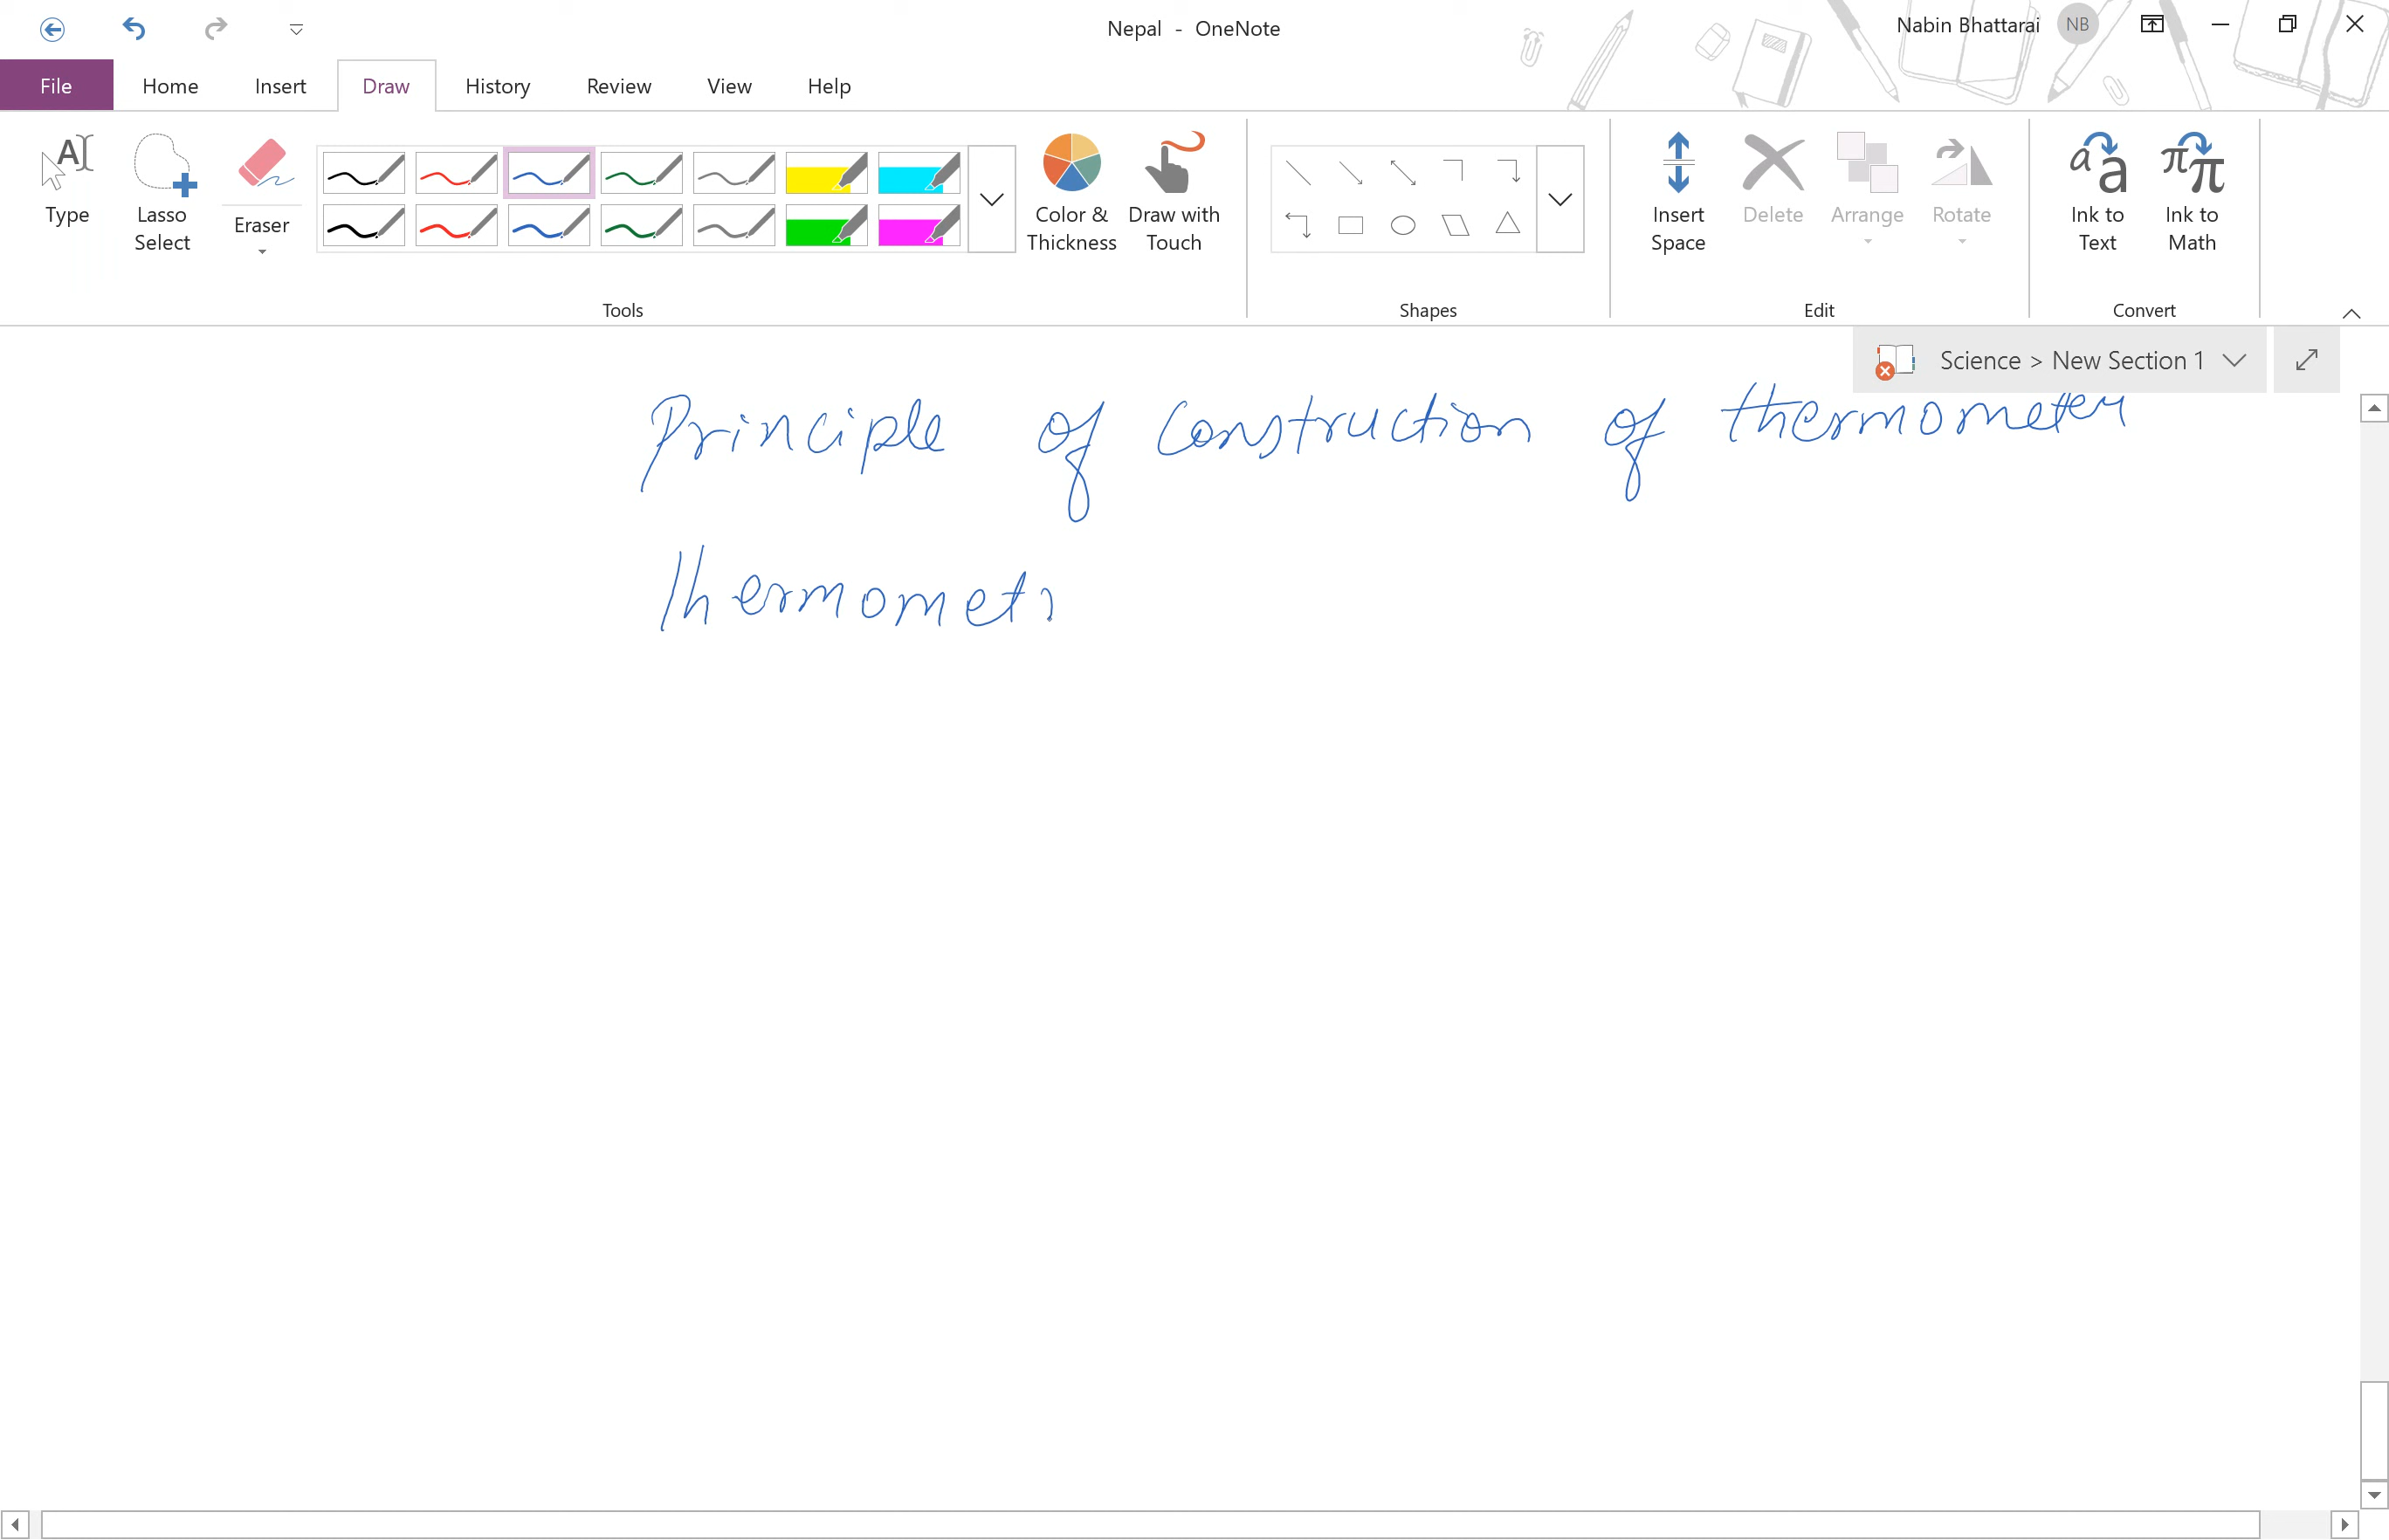 Nepal - OneNote
Nabin Bhattarai NB
File Home Insert Draw History Review View Help
Type
Lasso Select
Eraser
Color & Thickness
Draw with Touch
Insert Space
Delete
Arrange
Rotate
Ink to Text
Ink to Math
Tools Shapes Edit Convert
Science > New Section 1
Principle of Construction of thermometer
thermomet